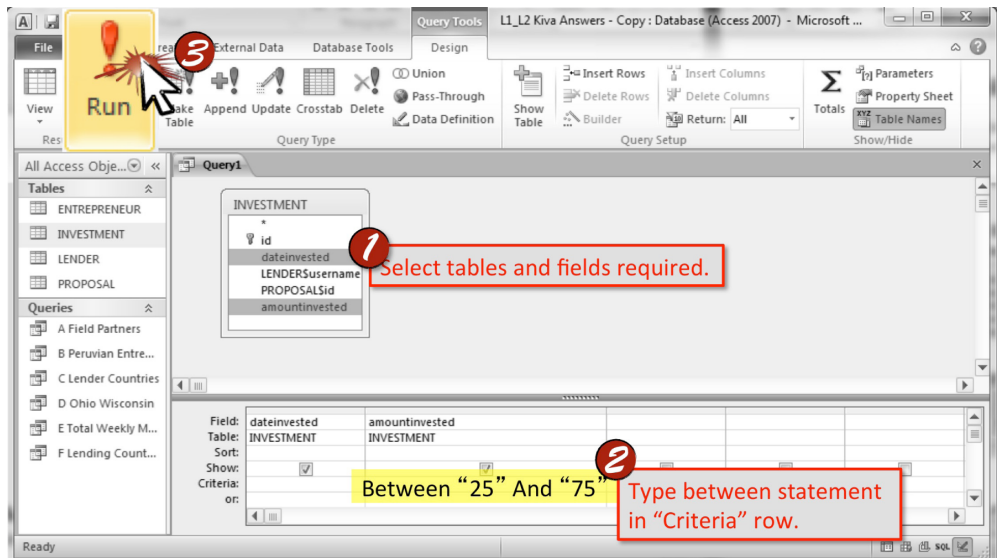 Query Tools
L1_L2 Kiva Answers - Copy : Database (Access 2007) - Microsoft ...
File
External Data
Database Tools
Design
3
Run
View
Table
Append
Update
Crosstab
Delete
Union
Pass-Through
Data Definition
Query Type
Show
Table
Insert Rows
Delete Rows
Builder
Insert Columns
Delete Columns
Return: All
Query Setup
Totals
Parameters
Property Sheet
Table Names
Show/Hide
All Access Obje...
Query1
Tables
ENTREPRENEUR
INVESTMENT
LENDER
PROPOSAL
Queries
A Field Partners
B Peruvian Entre...
C Lender Countries
D Ohio Wisconsin
E Total Weekly M...
F Lending Count...
INVESTMENT
*
id
dateinvested
LENDER$username
PROPOSAL$id
amountinvested
1
Select tables and fields required.
Field: dateinvested amountinvested
Table: INVESTMENT INVESTMENT
Sort:
Show:
Criteria:
or:
Between “25” And “75”
2
Type between statement
in “Criteria” row.
Ready
SQL